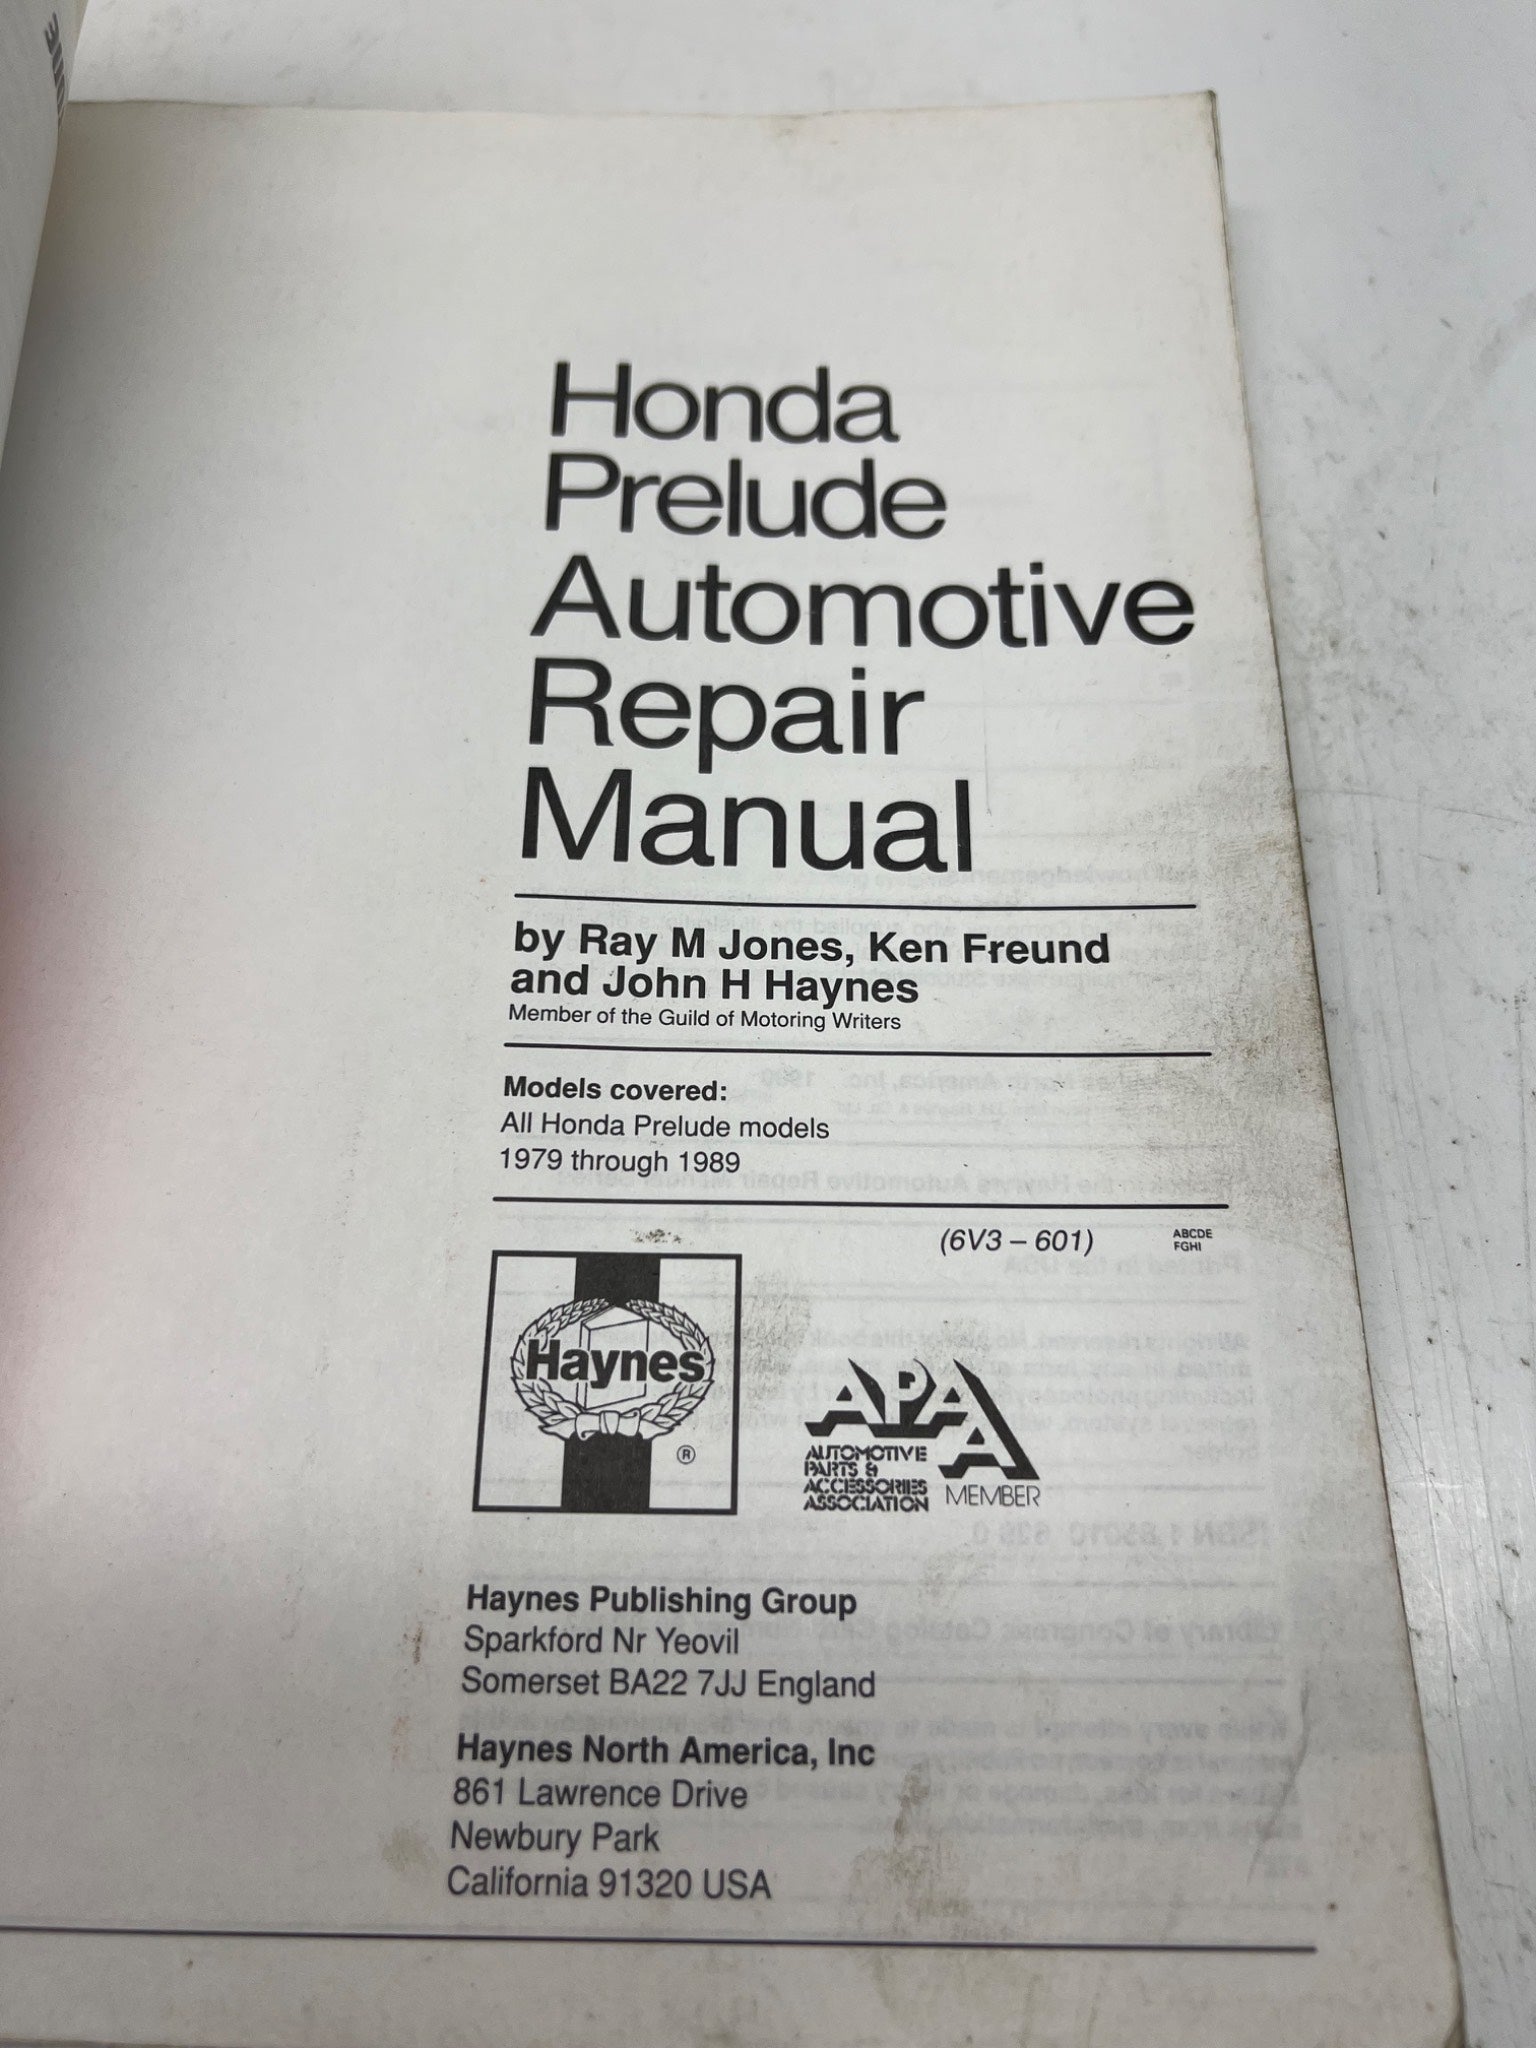 Honda
Prelude
Automotive
Repair
Manual
by Ray M Jones, Ken Freund
and John H Haynes
Member of the Guild of Motoring Writers
Models covered:
All Honda Prelude models
1979 through 1989
(6V3 – 601)
ABCDE
FGHI
Haynes
®
APAA
AUTOMOTIVE
PARTS &
ACCESSORIES
ASSOCIATION
MEMBER
Haynes Publishing Group
Sparkford Nr Yeovil
Somerset BA22 7JJ England
Haynes North America, Inc
861 Lawrence Drive
Newbury Park
California 91320 USA